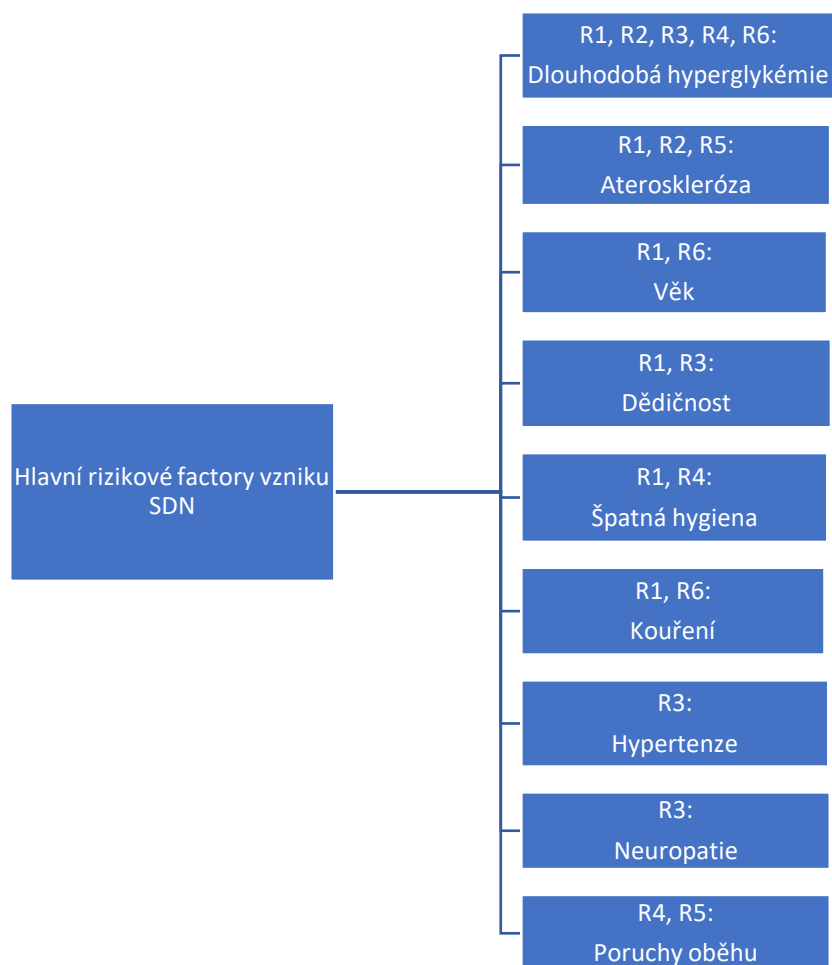 R1, R2, R3, R4, R6:
Dlouhodobá hyperglykémie
R1, R2, R5:
Ateroskleróza
R1, R6:
Věk
R1, R3:
Dědičnost
Hlavní rizikové factory vzniku
SDN
R1, R4:
Špatná hygiena
R1, R6:
Kouření
R3:
Hypertenze
R3:
Neuropatie
R4, R5:
Poruchy oběhu